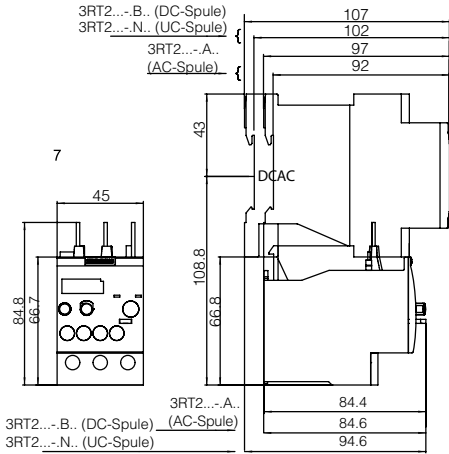 3RT2...-.B.. (DC-Spule)
3RT2...-.N.. (UC-Spule)
3RT2...-.A..
(AC-Spule)
107
102
97
92
43
7
DCAC
45
108.8
84.8
66.7
66.8
3RT2...-.A..
(AC-Spule)
3RT2...-.B.. (DC-Spule)
3RT2...-.N.. (UC-Spule)
84.4
84.6
94.6